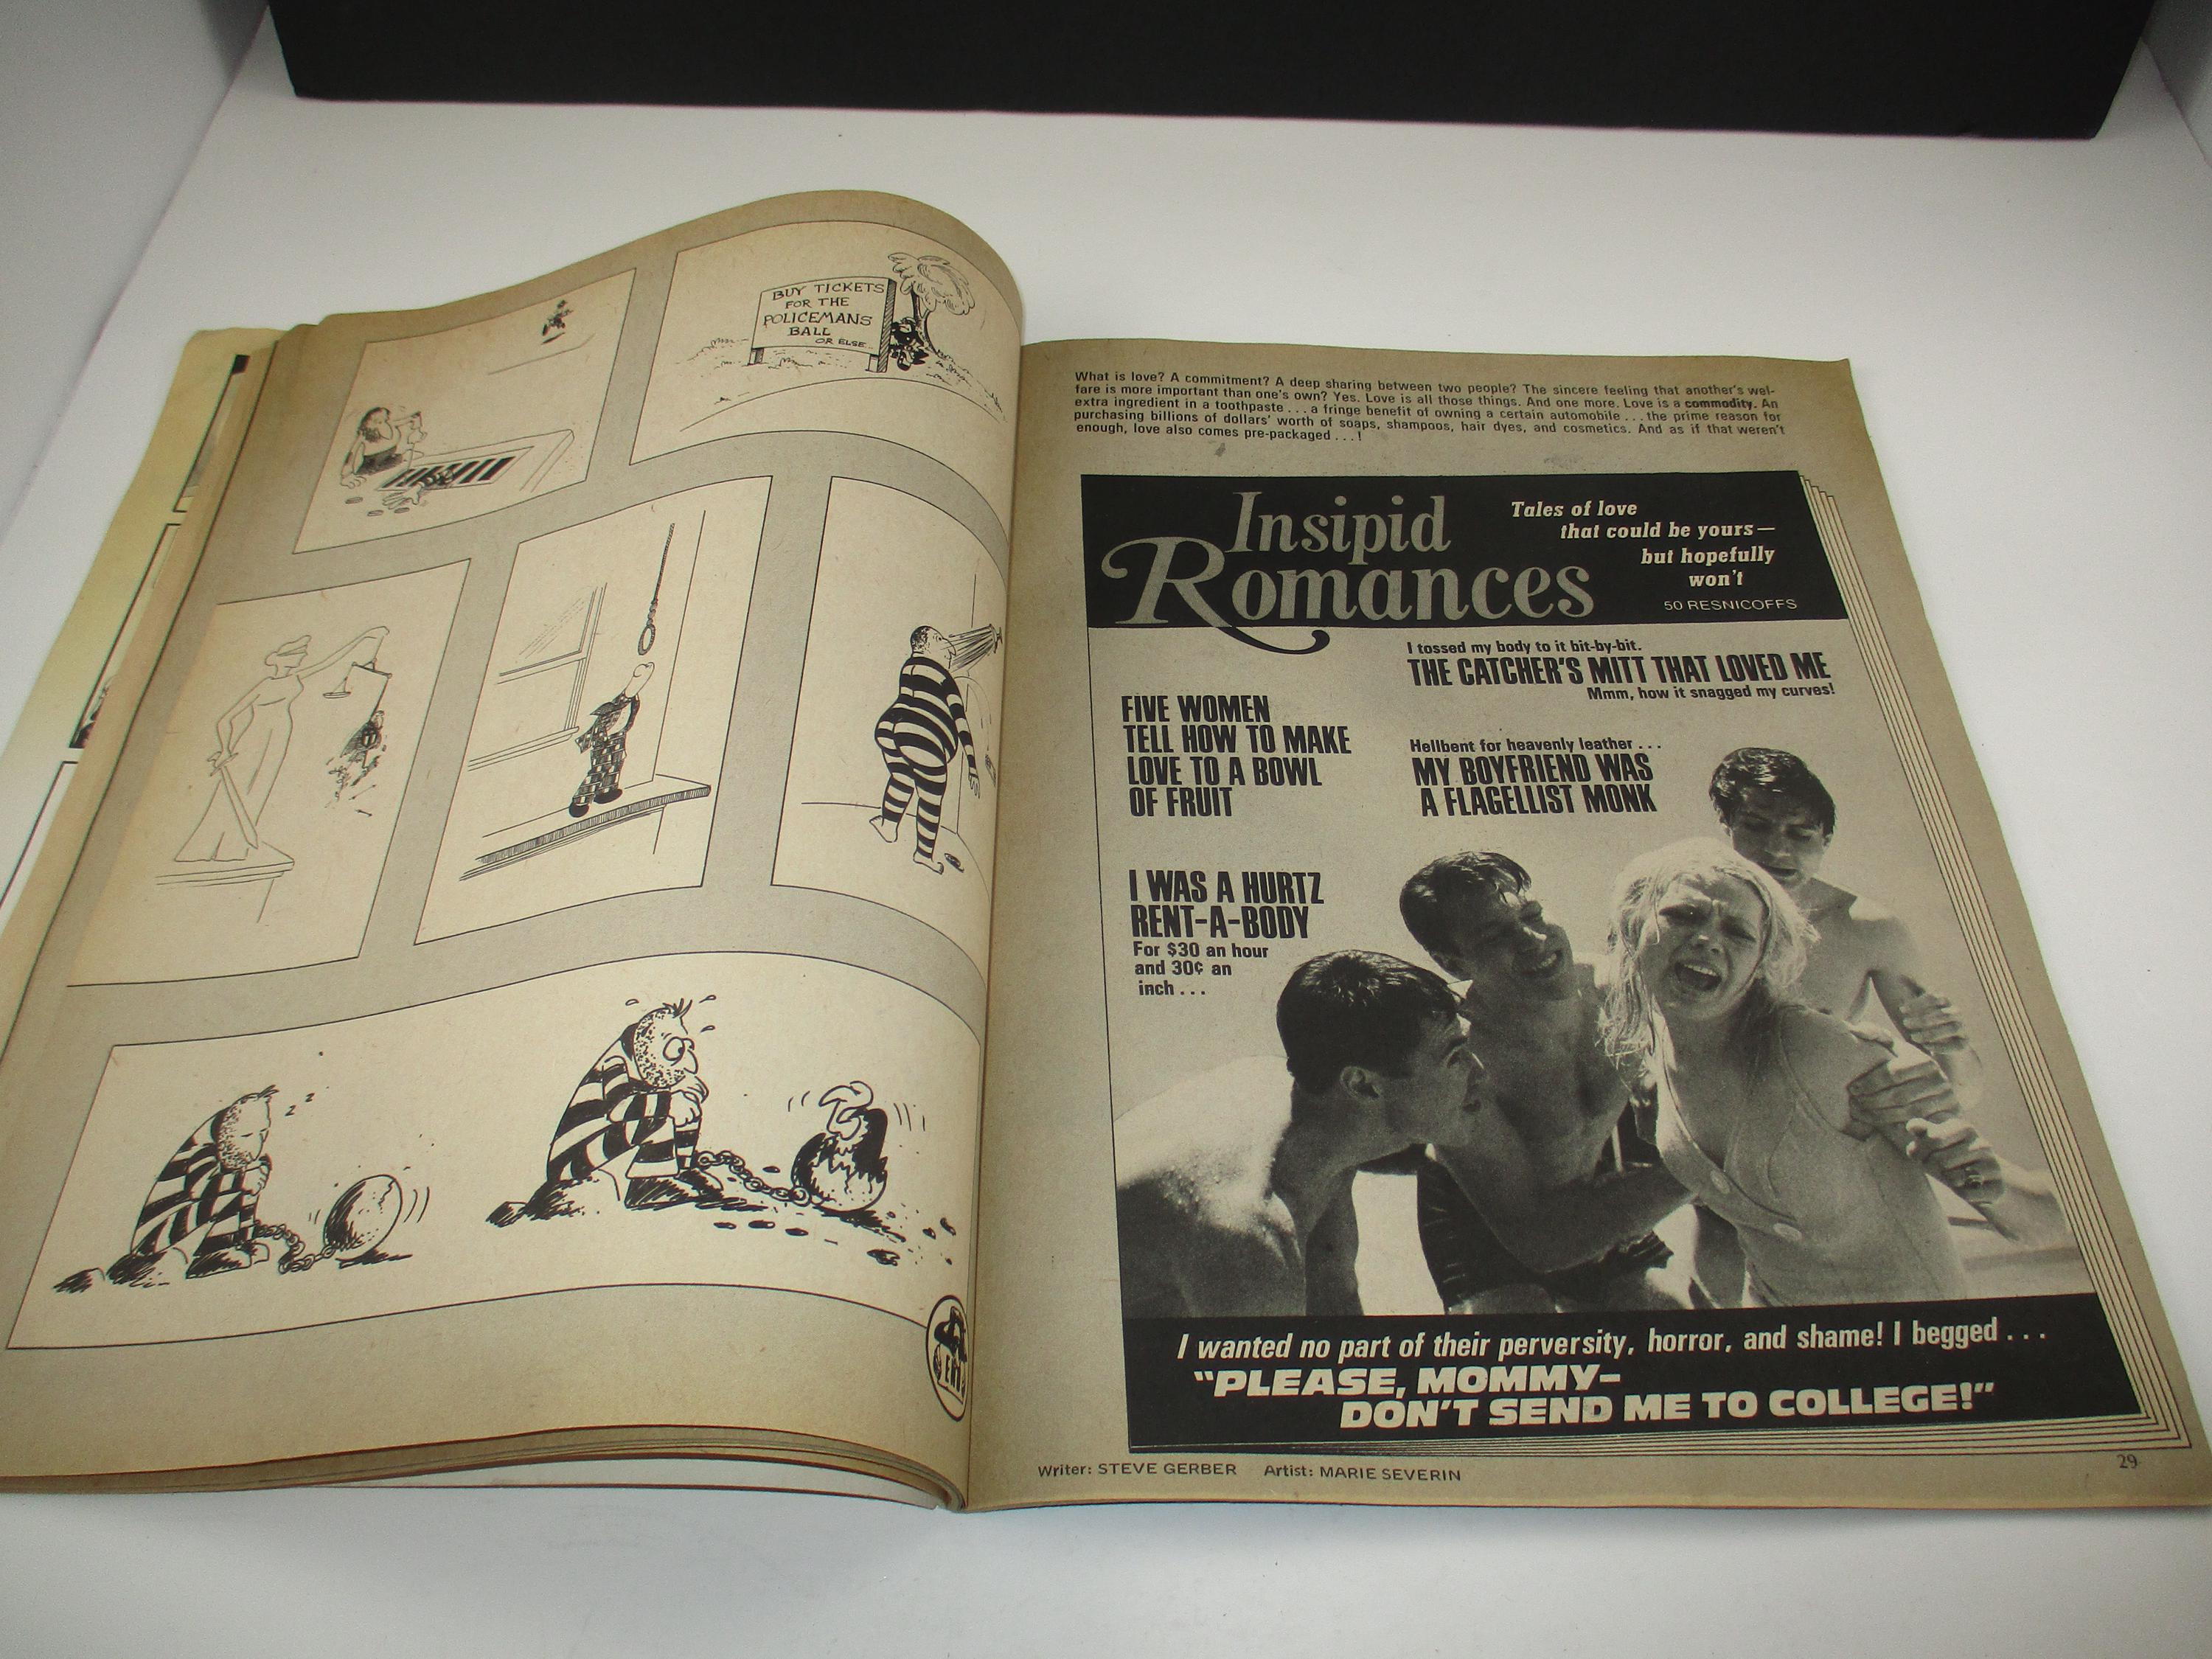 BUY TICKETS
FOR THE
POLICEMANS
BALL
OR ELSE..
z z
What is love? A commitment? A deep sharing between two people? The sincere feeling that another's wel-
fare is more important than one's own? Yes. Love is all those things. And one more. Love is a commodity. An
extra ingredient in a toothpaste . . . a fringe benefit of owning a certain automobile . . . the prime reason for
purchasing billions of dollars' worth of soaps, shampoos, hair dyes, and cosmetics. And as if that weren't
enough, love also comes pre-packaged . . . !
Insipid
Romances
Tales of love
that could be yours—
but hopefully
won't
50 RESNICOFFS
I tossed my body to it bit-by-bit.
THE CATCHER'S MITT THAT LOVED ME
Mmm, how it snagged my curves!
FIVE WOMEN
TELL HOW TO MAKE
LOVE TO A BOWL
OF FRUIT
Hellbent for heavenly leather . . .
MY BOYFRIEND WAS
A FLAGELLIST MONK
I WAS A HURTZ
RENT-A-BODY
For $30 an hour
and 30¢ an
inch . . .
I wanted no part of their perversity, horror, and shame! I begged . . .
"PLEASE, MOMMY–
DON'T SEND ME TO COLLEGE!"
Writer: STEVE GERBER Artist: MARIE SEVERIN
29